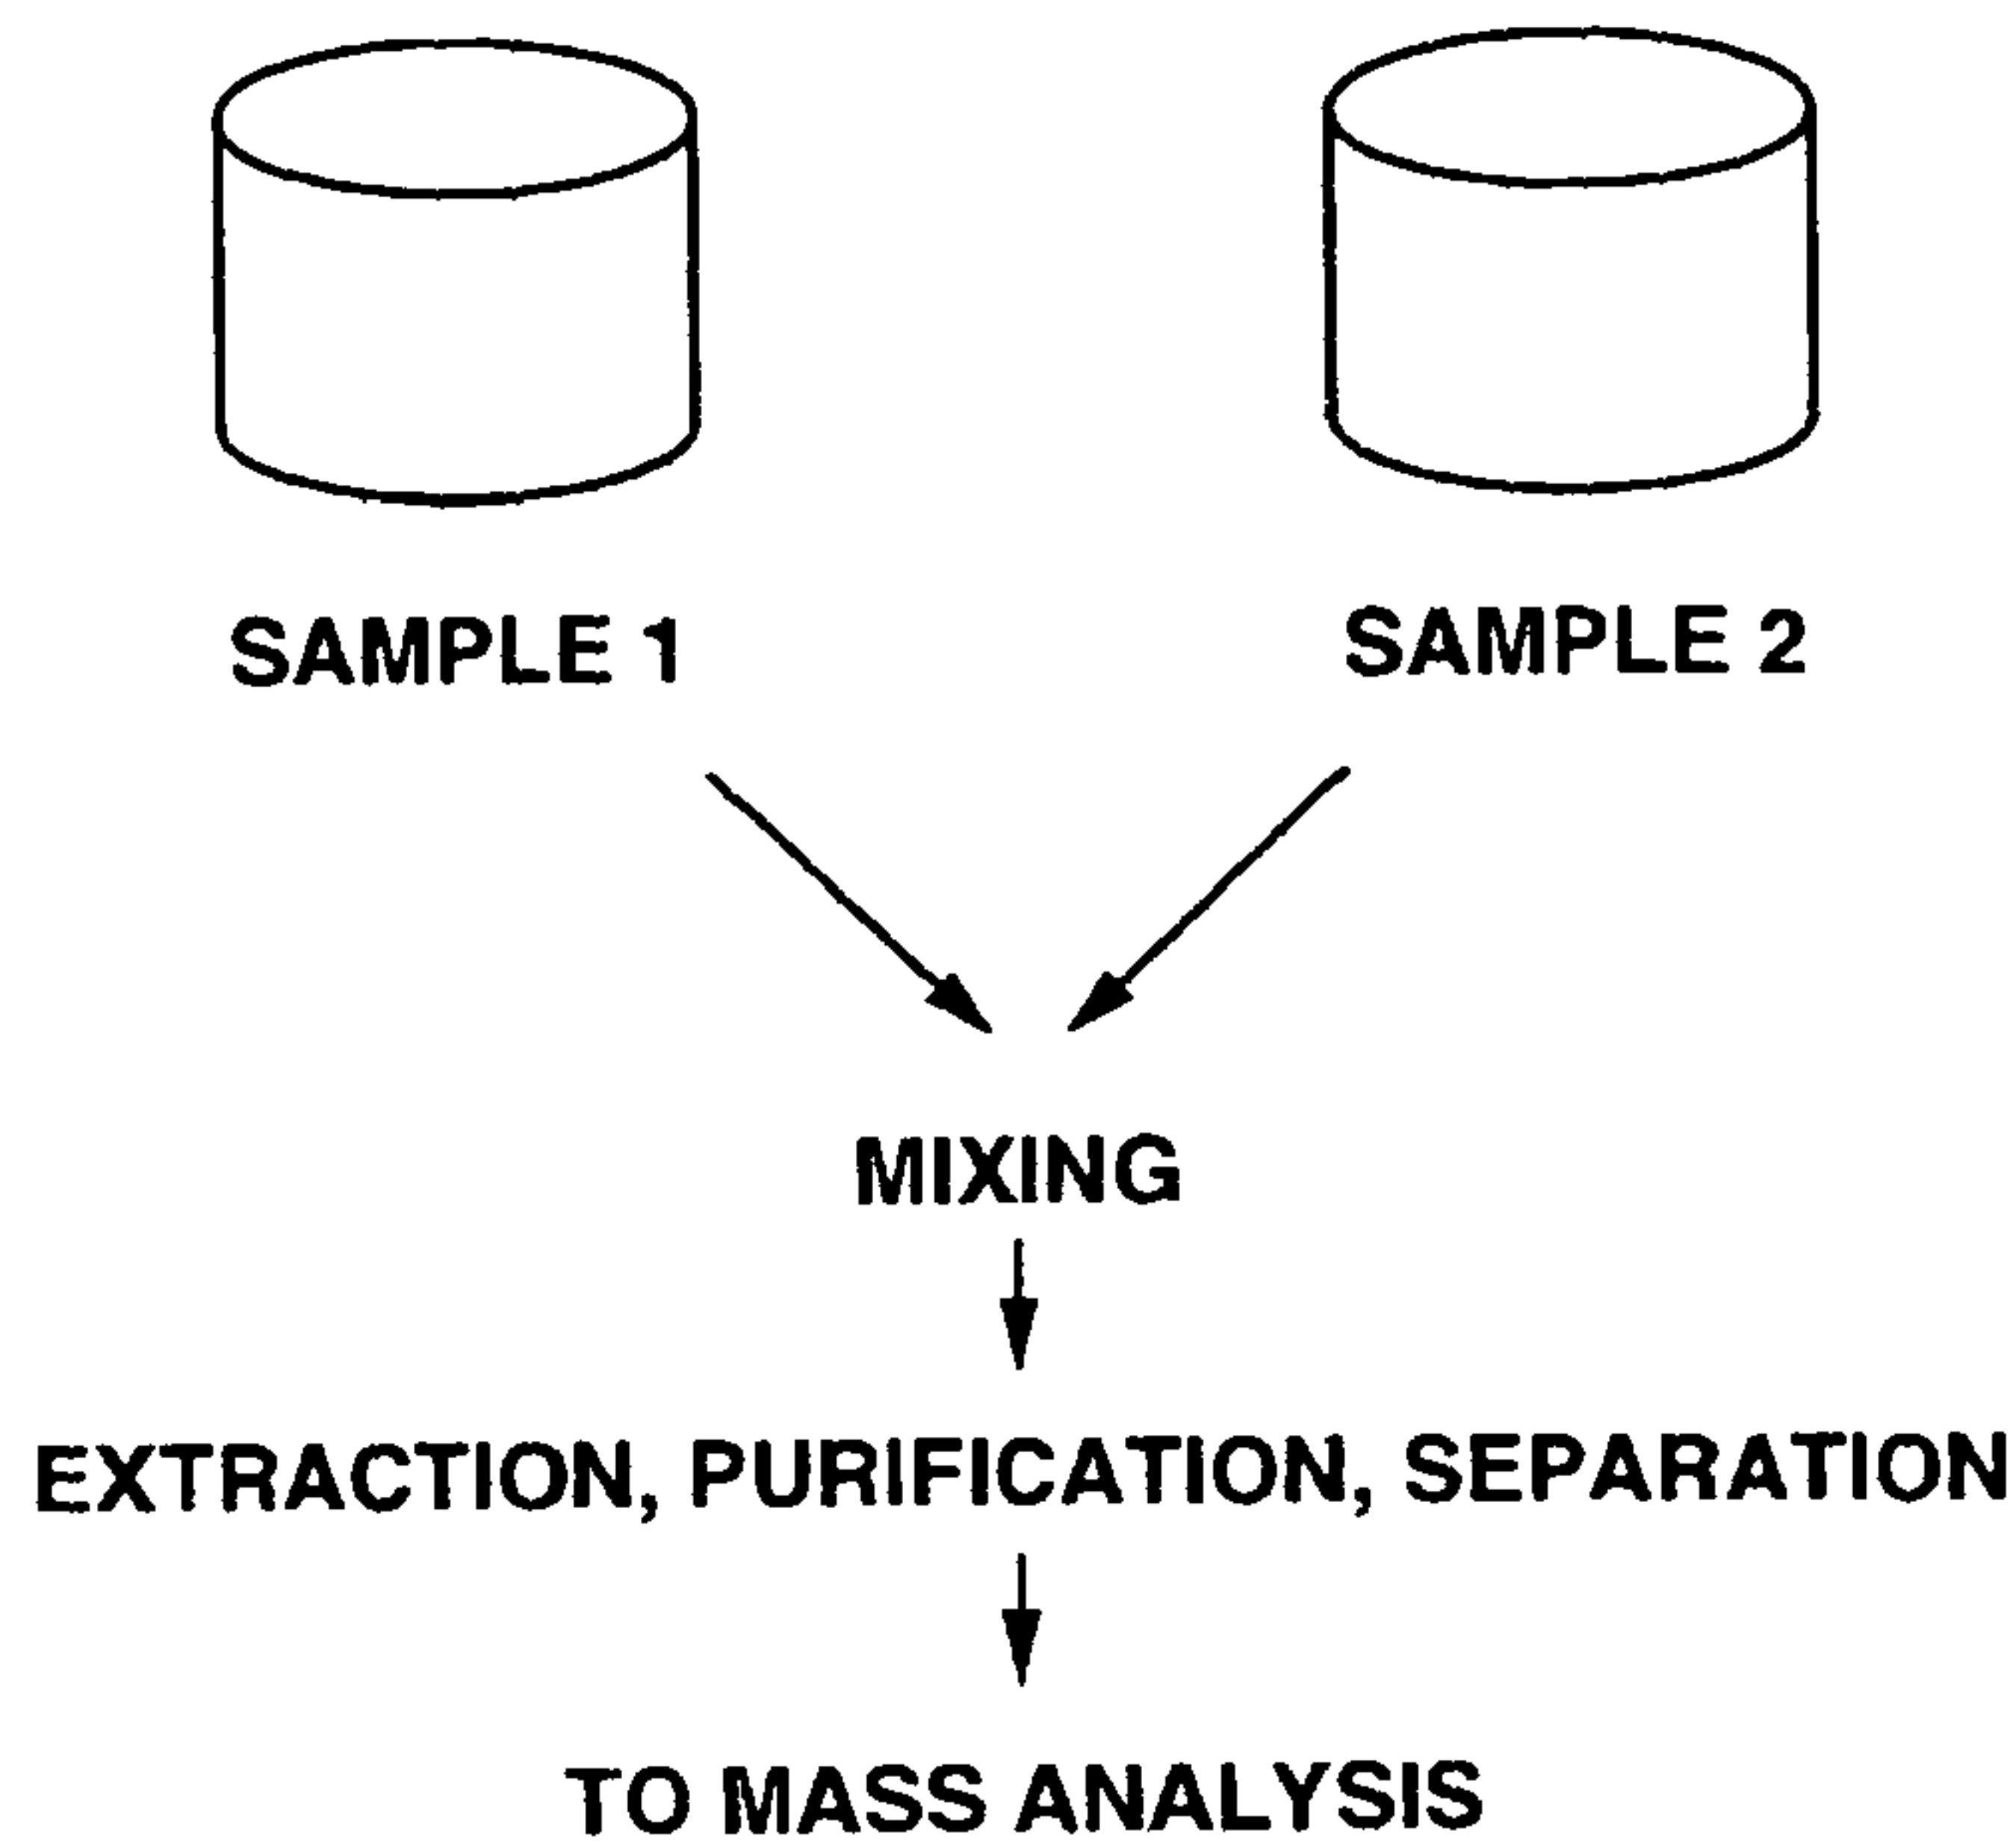 SAMPLE 1
SAMPLE 2
MIXING
EXTRACTION, PURIFICATION, SEPARATION
TO MASS ANALYSIS